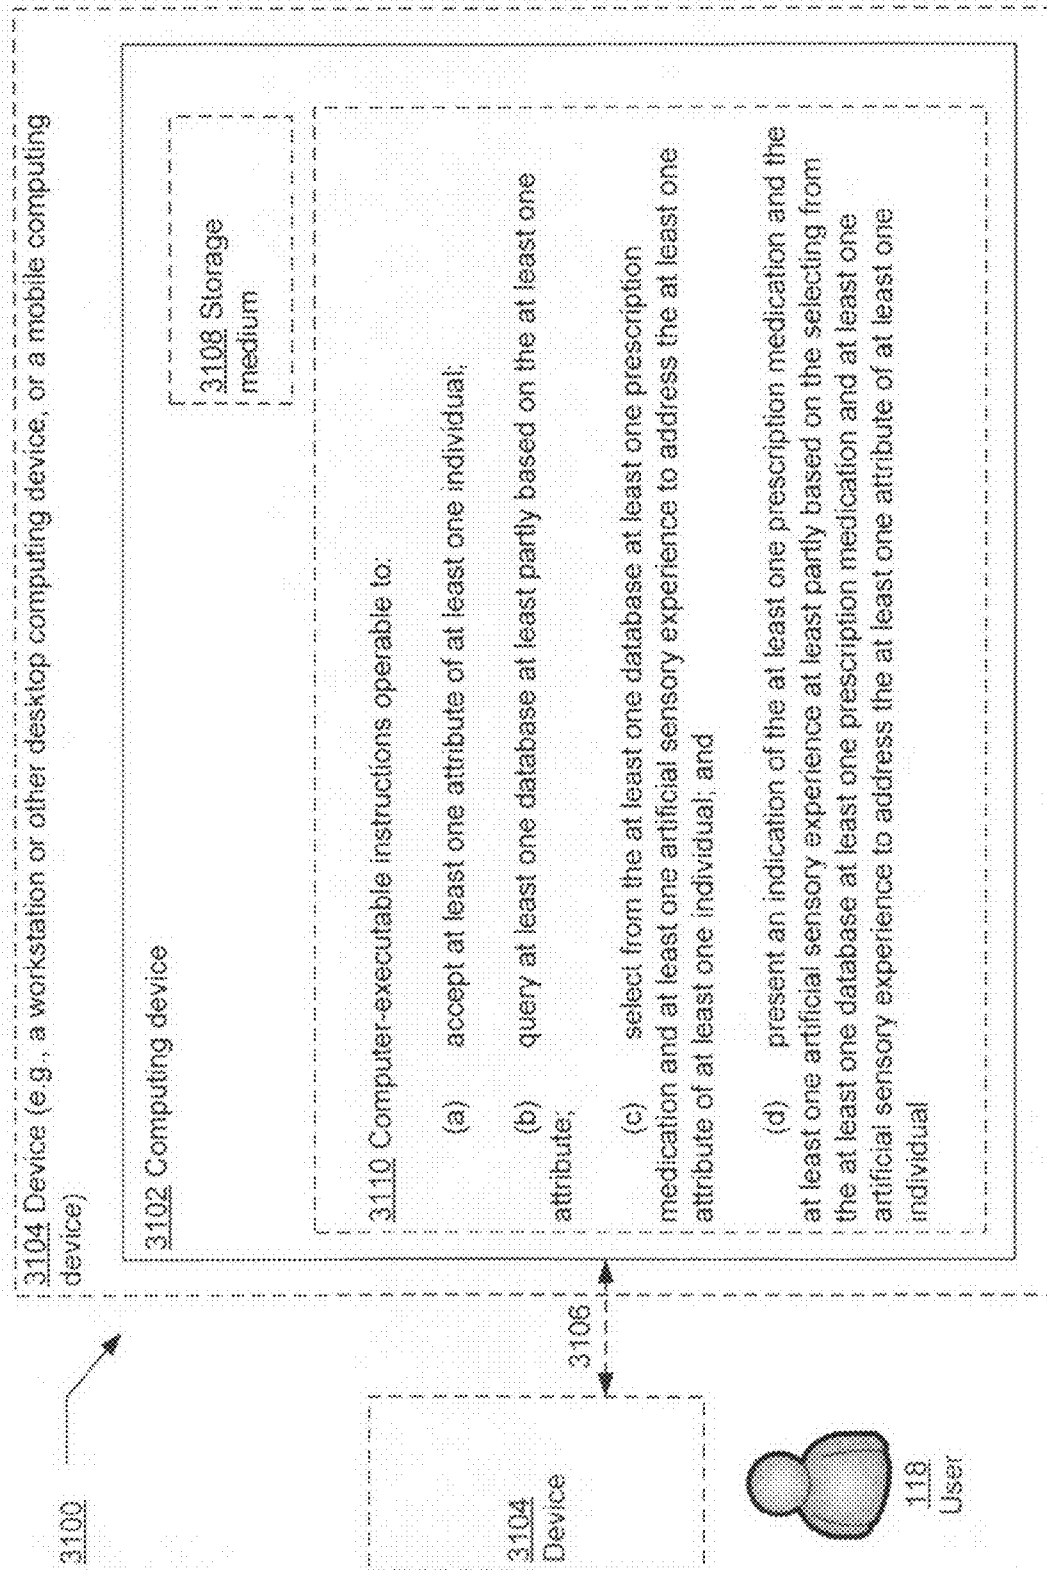 3100
3104 Device (e.g., a workstation or other desktop computing device, or a mobile computing
device)
3102 Computing device
3108 Storage
medium
3110 Computer-executable instructions operable to:
(a) accept at least one attribute of at least one individual;
(b) query at least one database at least partly based on the at least one
attribute;
(c) select from the at least one database at least one prescription
medication and at least one artificial sensory experience to address the at least one
attribute of at least one individual; and
(d) present an indication of the at least one prescription medication and the
at least one artificial sensory experience at least partly based on the selecting from
the at least one database at least one prescription medication and at least one
artificial sensory experience to address the at least one attribute of at least one
individual
3106
3104
Device
118
User